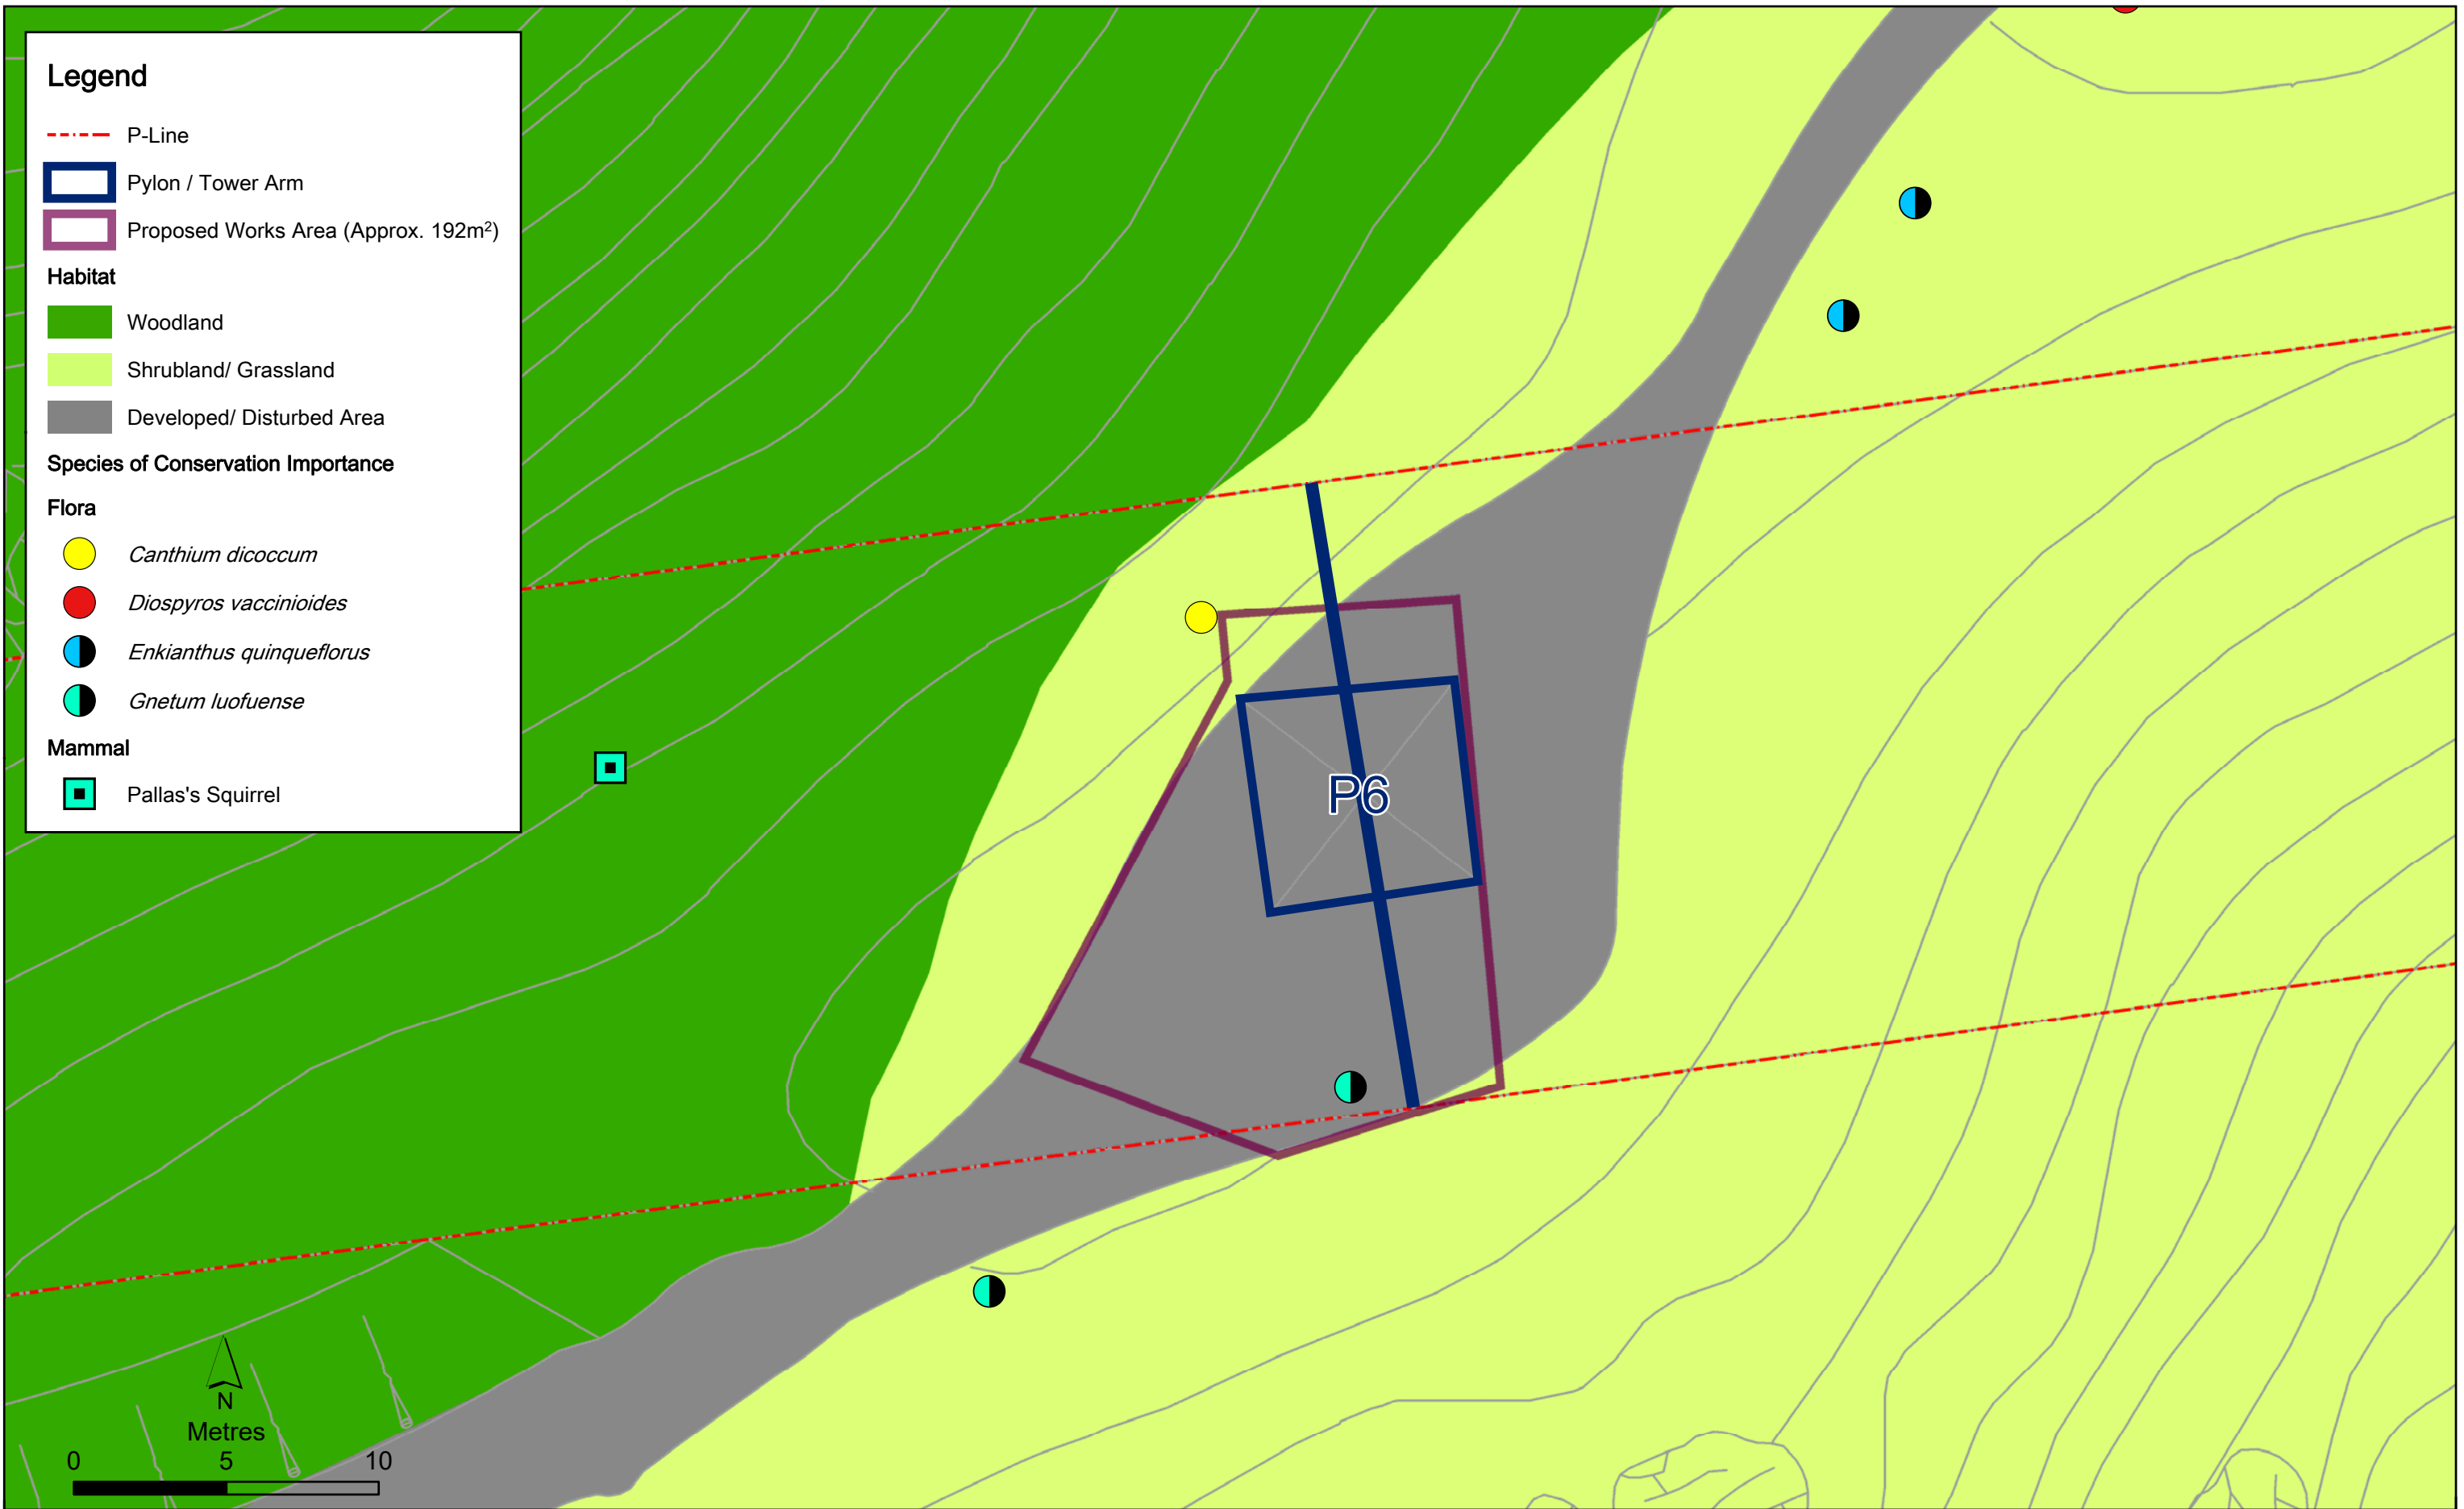 Legend
P-Line
Pylon / Tower Arm
Proposed Works Area (Approx. 192m²)
Habitat
Woodland
Shrubland/ Grassland
Developed/ Disturbed Area
Species of Conservation Importance
Flora
Canthium dicoccum
Diospyros vaccinioides
Enkianthus quinqueflorus
Gnetum luofuense
Mammal
Pallas's Squirrel
P6
N
Metres
0 5 10